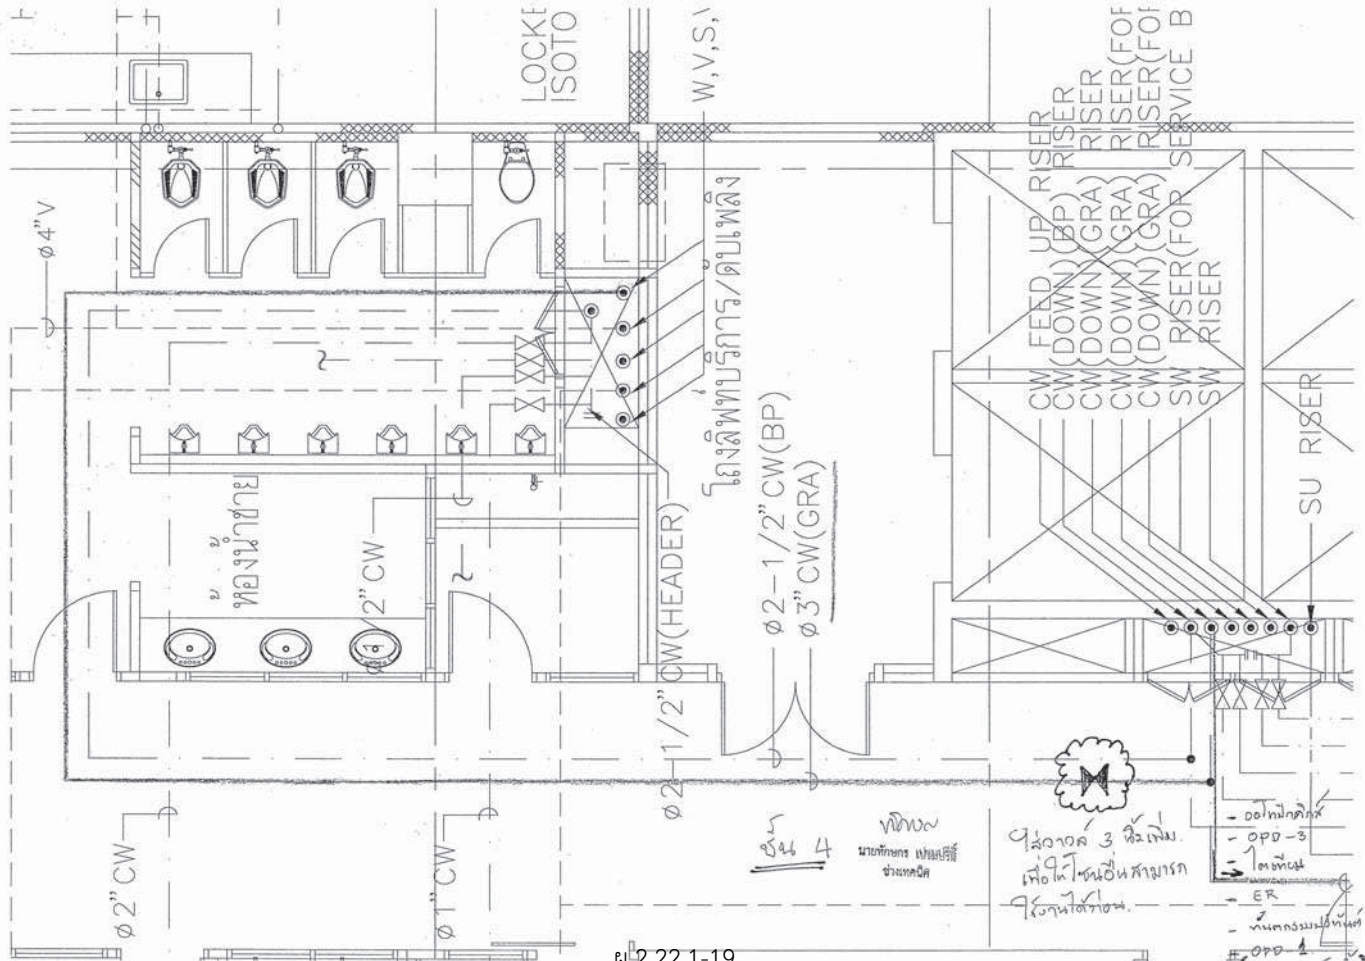 LOCKE
ISOTO
W,V,S,\
ø4"V
โถงลิฟทบริการ/ดับเพลิง
CW FEED UP RISER
CW (DOWN)(BP) RISER
CW (DOWN)(GRA) RISER
CW (DOWN)(GRA) RISER(FOR
CW (DOWN)(GRA) RISER(FOR
SW RISER(FOR SERVICE B
SW RISER
SU RISER
ø2-1/2" CW(BP)
ø3" CW(GRA)
ø2 1/2" CW(HEADER)
ห้องน้ำชาย
/2" CW
ø2" CW
ø1" CW
ชั้น 4
ช่างเทคนิค
ใส่วาวล์ 3 นิ้วเพิ่ม
เพื่อให้โซนอื่นสามารถ
ใช้งานได้ก่อน.
- OPD-3
- ไตเทียม
- ER
- OPD-1
ผ 2.22.1-19